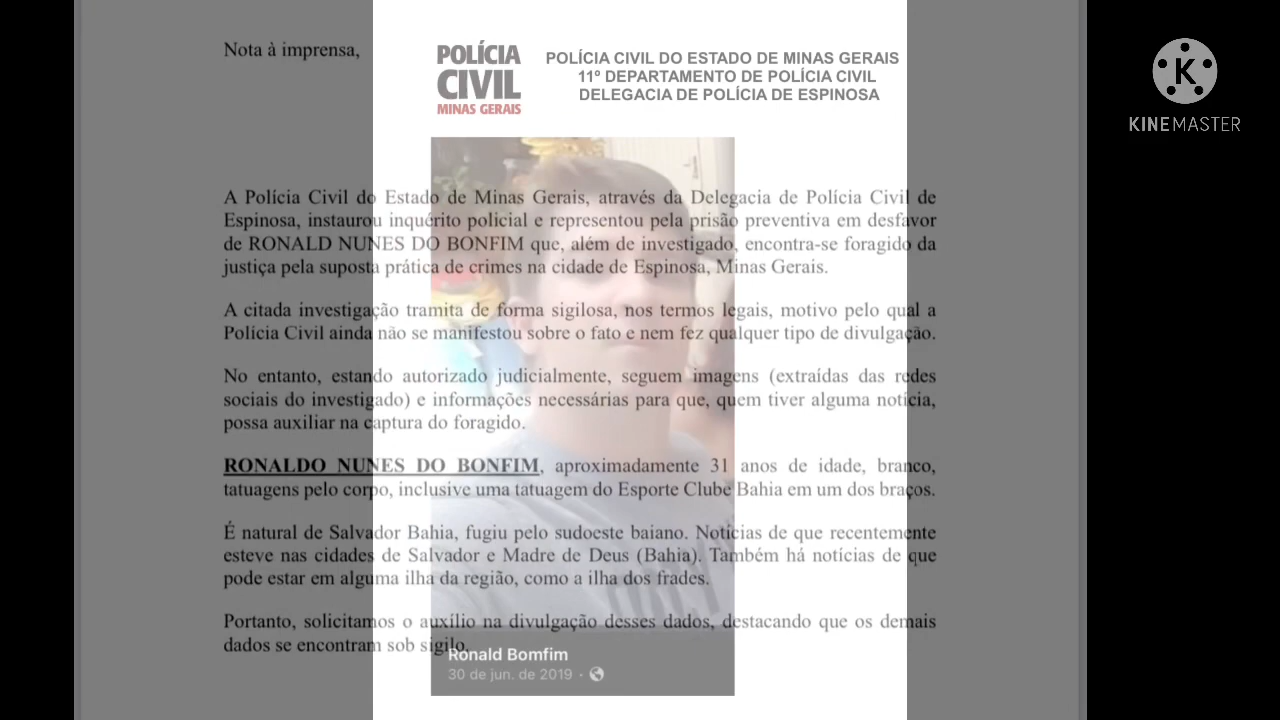 Nota à imprensa,
POLÍCIA
CIVIL
MINAS GERAIS
POLÍCIA CIVIL DO ESTADO DE MINAS GERAIS
11º DEPARTAMENTO DE POLÍCIA CIVIL
DELEGACIA DE POLÍCIA DE ESPINOSA
K
KINEMASTER
A Polícia Civil do Estado de Minas Gerais, através da Delegacia de Polícia Civil de
Espinosa, instaurou inquérito policial e representou pela prisão preventiva em desfavor
de RONALD NUNES DO BONFIM que, além de investigado, encontra-se foragido da
justiça pela suposta prática de crimes na cidade de Espinosa, Minas Gerais.
A citada investigação tramita de forma sigilosa, nos termos legais, motivo pelo qual a
Polícia Civil ainda não se manifestou sobre o fato e nem fez qualquer tipo de divulgação.
No entanto, estando autorizado judicialmente, seguem imagens (extraídas das redes
sociais do investigado) e informações necessárias para que, quem tiver alguma notícia,
possa auxiliar na captura do foragido.
RONALDO NUNES DO BONFIM, aproximadamente 31 anos de idade, branco,
tatuagens pelo corpo, inclusive uma tatuagem do Esporte Clube Bahia em um dos braços.
É natural de Salvador Bahia, fugiu pelo sudoeste baiano. Notícias de que recentemente
esteve nas cidades de Salvador e Madre de Deus (Bahia). Também há notícias de que
pode estar em alguma ilha da região, como a ilha dos frades.
Portanto, solicitamos o auxílio na divulgação desses dados, destacando que os demais
dados se encontram sob sigilo.
Ronald Bomfim
30 de jun. de 2019 ·